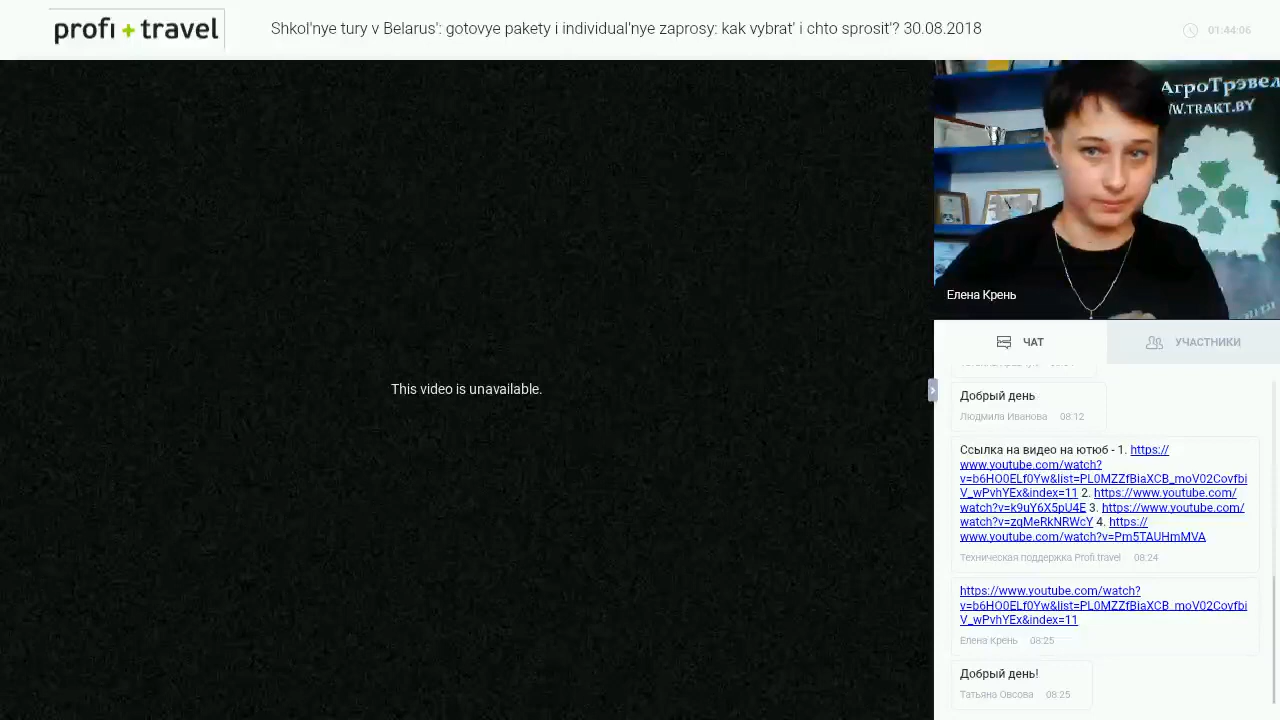 profi + travel
Shkol'nye tury v Belarus': gotovye pakety i individual'nye zaprosy: kak vybrat' i chto sprosit'? 30.08.2018
01:44:06
АгроТрэвел
WWW.TRAKT.BY
Елена Крень
This video is unavailable.
ЧАТ
УЧАСТНИКИ
Добрый день
Людмила Иванова 08:12
Ссылка на видео на ютюб - 1. https://
www.youtube.com/watch?
v=b6HO0ELf0Yw&list=PL0MZZfBiaXCB_moV02Covfbi
V_wPvhYEx&index=11 2. https://www.youtube.com/
watch?v=k9uY6X5pU4E 3. https://www.youtube.com/
watch?v=zqMeRkNRWcY 4. https://
www.youtube.com/watch?v=Pm5TAUHmMVA
Техническая поддержка Profi.travel 08:24
https://www.youtube.com/watch?
v=b6HO0ELf0Yw&list=PL0MZZfBiaXCB_moV02Covfbi
V_wPvhYEx&index=11
Елена Крень 08:25
Добрый день!
Татьяна Овсова 08:25